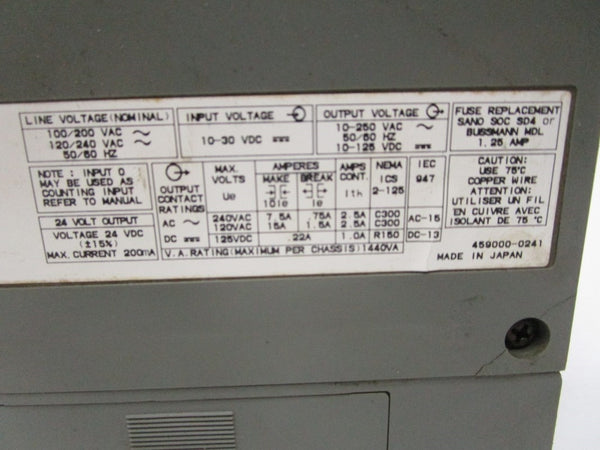 LINE VOLTAGE(NOMINAL)
100/200 VAC ~
120/240 VAC
50/60 HZ
INPUT VOLTAGE
10-30 VDC
OUTPUT VOLTAGE
10-250 VAC ~
50/60 HZ
10-125 VDC
FUSE REPLACEMENT
SANO SOC SD4 or
BUSSMANN MDL
1.25 AMP
NOTE : INPUT 0
MAY BE USED AS
COUNTING INPUT
REFER TO MANUAL
24 VOLT OUTPUT
VOLTAGE 24 VDC
(±15%)
MAX. CURRENT 200mA
OUTPUT
CONTACT
RATINGS
MAX.
VOLTS
Ue
AMPERES
MAKE BREAK
10Ie Ie
AMPS
CONT.
Ith
NEMA
ICS
2-125
IEC
947
AC ~ 240VAC 7.5A .75A 2.5A C300 AC-15
120VAC 15A 1.5A 2.5A C300
DC 125VDC .22A 1.0A R150 DC-13
V.A.RATING(MAXIMUM PER CHASSIS)1440VA
CAUTION:
USE 75°C
COPPER WIRE
ATTENTION:
UTILISER UN FIL
EN CUIVRE AVEC
ISOLANT DE 75 °C
459000-0241
MADE IN JAPAN